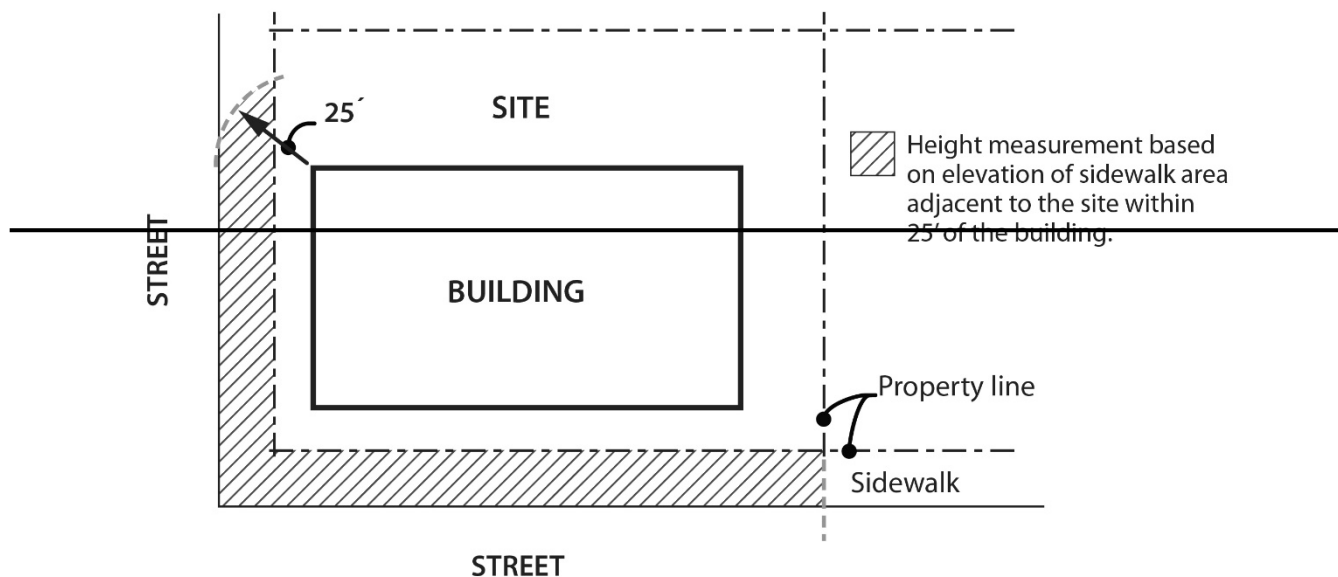 25´
SITE
Height measurement based
on elevation of sidewalk area
adjacent to the site within
25′ of the building.
STREET
BUILDING
Property line
Sidewalk
STREET